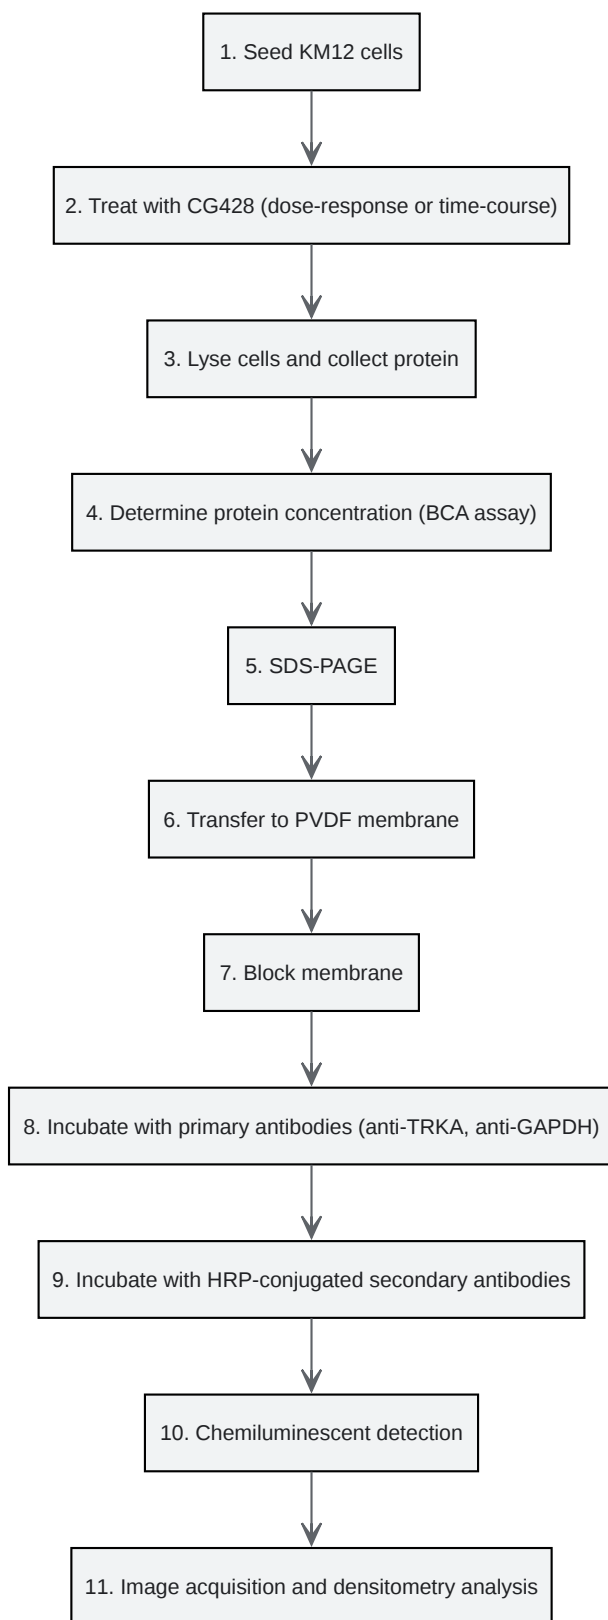 1. Seed KM12 cells
2. Treat with CG428 (dose-response or time-course)
3. Lyse cells and collect protein
4. Determine protein concentration (BCA assay)
5. SDS-PAGE
6. Transfer to PVDF membrane
7. Block membrane
8. Incubate with primary antibodies (anti-TRKA, anti-GAPDH)
9. Incubate with HRP-conjugated secondary antibodies
10. Chemiluminescent detection
11. Image acquisition and densitometry analysis